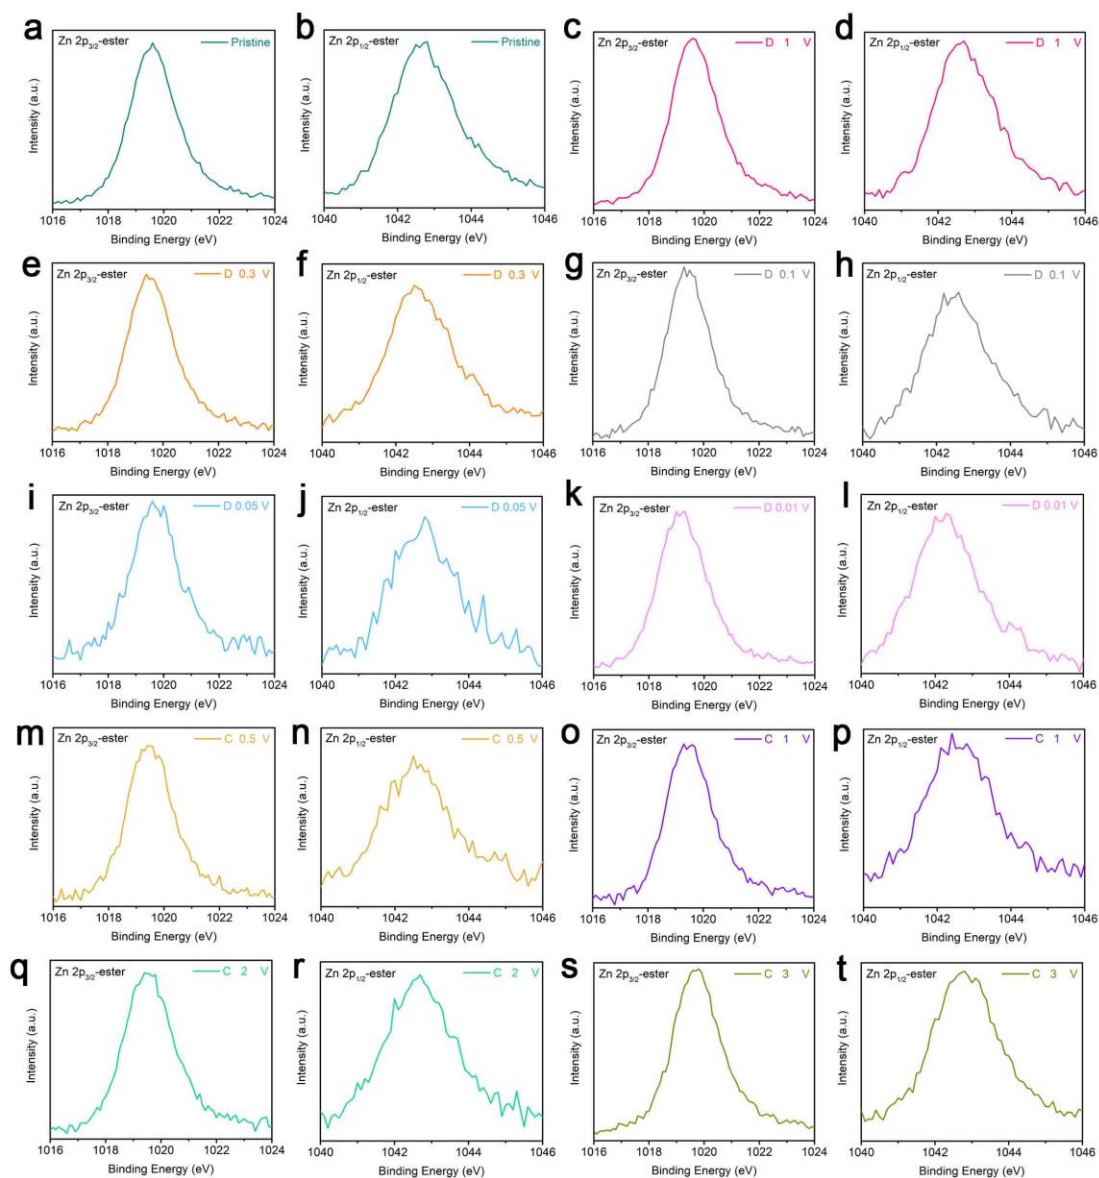 a
Zn 2p3/2-ester
Pristine
Intensity (a.u.)
1016 1018 1020 1022 1024
Binding Energy (eV)
b
Zn 2p1/2-ester
Pristine
Intensity (a.u.)
1040 1042 1044 1046
Binding Energy (eV)
c
Zn 2p3/2-ester
D 1 V
Intensity (a.u.)
1016 1018 1020 1022 1024
Binding Energy (eV)
d
Zn 2p1/2-ester
D 1 V
Intensity (a.u.)
1040 1042 1044 1046
Binding Energy (eV)
e
Zn 2p3/2-ester
D 0.3 V
Intensity (a.u.)
1016 1018 1020 1022 1024
Binding Energy (eV)
f
Zn 2p1/2-ester
D 0.3 V
Intensity (a.u.)
1040 1042 1044 1046
Binding Energy (eV)
g
Zn 2p3/2-ester
D 0.1 V
Intensity (a.u.)
1016 1018 1020 1022 1024
Binding Energy (eV)
h
Zn 2p1/2-ester
D 0.1 V
Intensity (a.u.)
1040 1042 1044 1046
Binding Energy (eV)
i
Zn 2p3/2-ester
D 0.05 V
Intensity (a.u.)
1016 1018 1020 1022 1024
Binding Energy (eV)
j
Zn 2p1/2-ester
D 0.05 V
Intensity (a.u.)
1040 1042 1044 1046
Binding Energy (eV)
k
Zn 2p3/2-ester
D 0.01 V
Intensity (a.u.)
1016 1018 1020 1022 1024
Binding Energy (eV)
l
Zn 2p1/2-ester
D 0.01 V
Intensity (a.u.)
1040 1042 1044 1046
Binding Energy (eV)
m
Zn 2p3/2-ester
C 0.5 V
Intensity (a.u.)
1016 1018 1020 1022 1024
Binding Energy (eV)
n
Zn 2p1/2-ester
C 0.5 V
Intensity (a.u.)
1040 1042 1044 1046
Binding Energy (eV)
o
Zn 2p3/2-ester
C 1 V
Intensity (a.u.)
1016 1018 1020 1022 1024
Binding Energy (eV)
p
Zn 2p1/2-ester
C 1 V
Intensity (a.u.)
1040 1042 1044 1046
Binding Energy (eV)
q
Zn 2p3/2-ester
C 2 V
Intensity (a.u.)
1016 1018 1020 1022 1024
Binding Energy (eV)
r
Zn 2p1/2-ester
C 2 V
Intensity (a.u.)
1040 1042 1044 1046
Binding Energy (eV)
s
Zn 2p3/2-ester
C 3 V
Intensity (a.u.)
1016 1018 1020 1022 1024
Binding Energy (eV)
t
Zn 2p1/2-ester
C 3 V
Intensity (a.u.)
1040 1042 1044 1046
Binding Energy (eV)